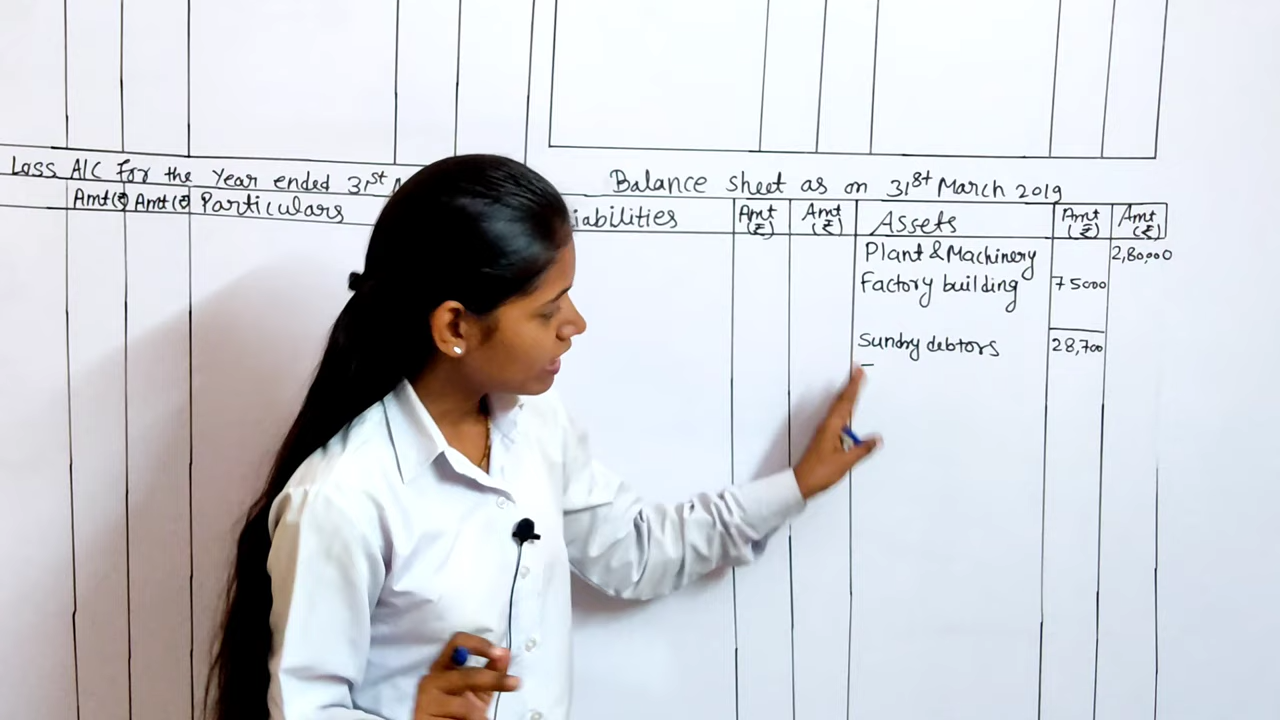 Loss A/C for the Year ended 31st
Amt(₹) Amt(₹) Particulars
Balance sheet as on 31st March 2019
iabilities Amt (₹) Amt (₹) Assets Amt (₹) Amt (₹)
Plant & Machinery 2,80,000
Factory building 75000
Sundry debtors 28,700